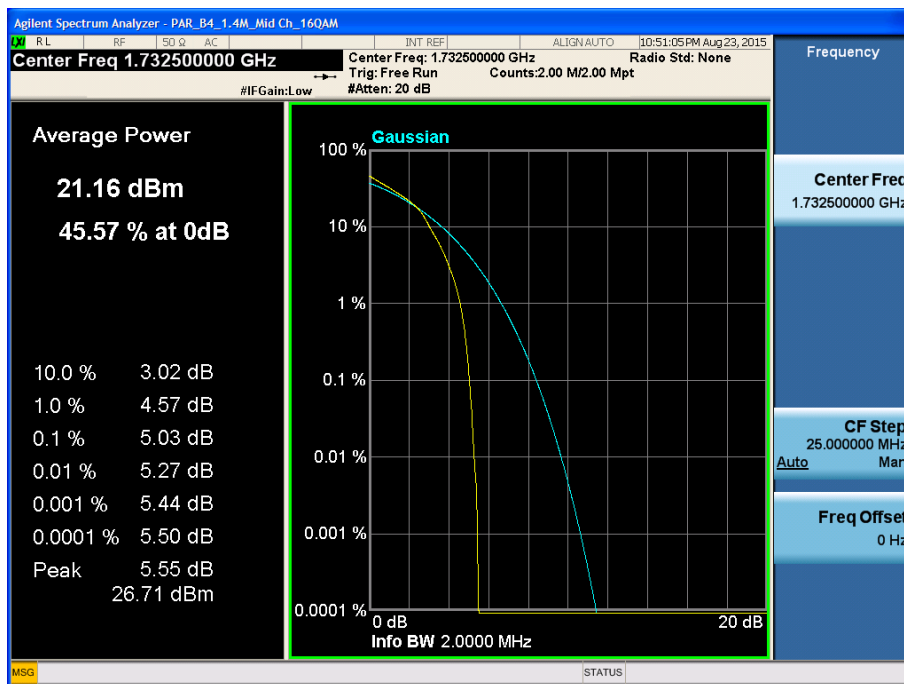 Agilent Spectrum Analyzer - PAR_B4_1.4M_Mid Ch_16QAM
LXI RL RF 50 Ω AC INT REF ALIGN AUTO 10:51:05 PM Aug 23, 2015
Center Freq 1.732500000 GHz
Center Freq: 1.732500000 GHz Radio Std: None
Trig: Free Run Counts:2.00 M/2.00 Mpt
#IFGain:Low #Atten: 20 dB
Average Power
21.16 dBm
45.57 % at 0dB
10.0 % 3.02 dB
1.0 % 4.57 dB
0.1 % 5.03 dB
0.01 % 5.27 dB
0.001 % 5.44 dB
0.0001 % 5.50 dB
Peak 5.55 dB
26.71 dBm
Gaussian
100 %
10 %
1 %
0.1 %
0.01 %
0.001 %
0.0001 %
0 dB 20 dB
Info BW 2.0000 MHz
Frequency
Center Freq
1.732500000 GHz
CF Step
25.000000 MHz
Auto Man
Freq Offset
0 Hz
MSG STATUS